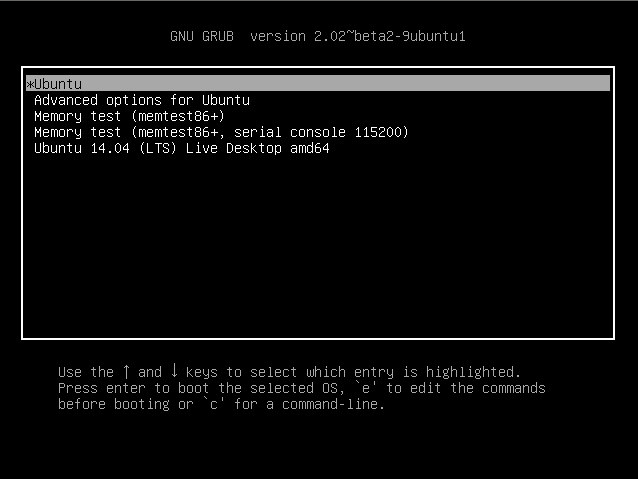 GNU GRUB  version 2.02~beta2-9ubuntu1
*Ubuntu
Advanced options for Ubuntu
Memory test (memtest86+)
Memory test (memtest86+, serial console 115200)
Ubuntu 14.04 (LTS) Live Desktop amd64
Use the ↑ and ↓ keys to select which entry is highlighted.
Press enter to boot the selected OS, `e' to edit the commands
before booting or `c' for a command-line.